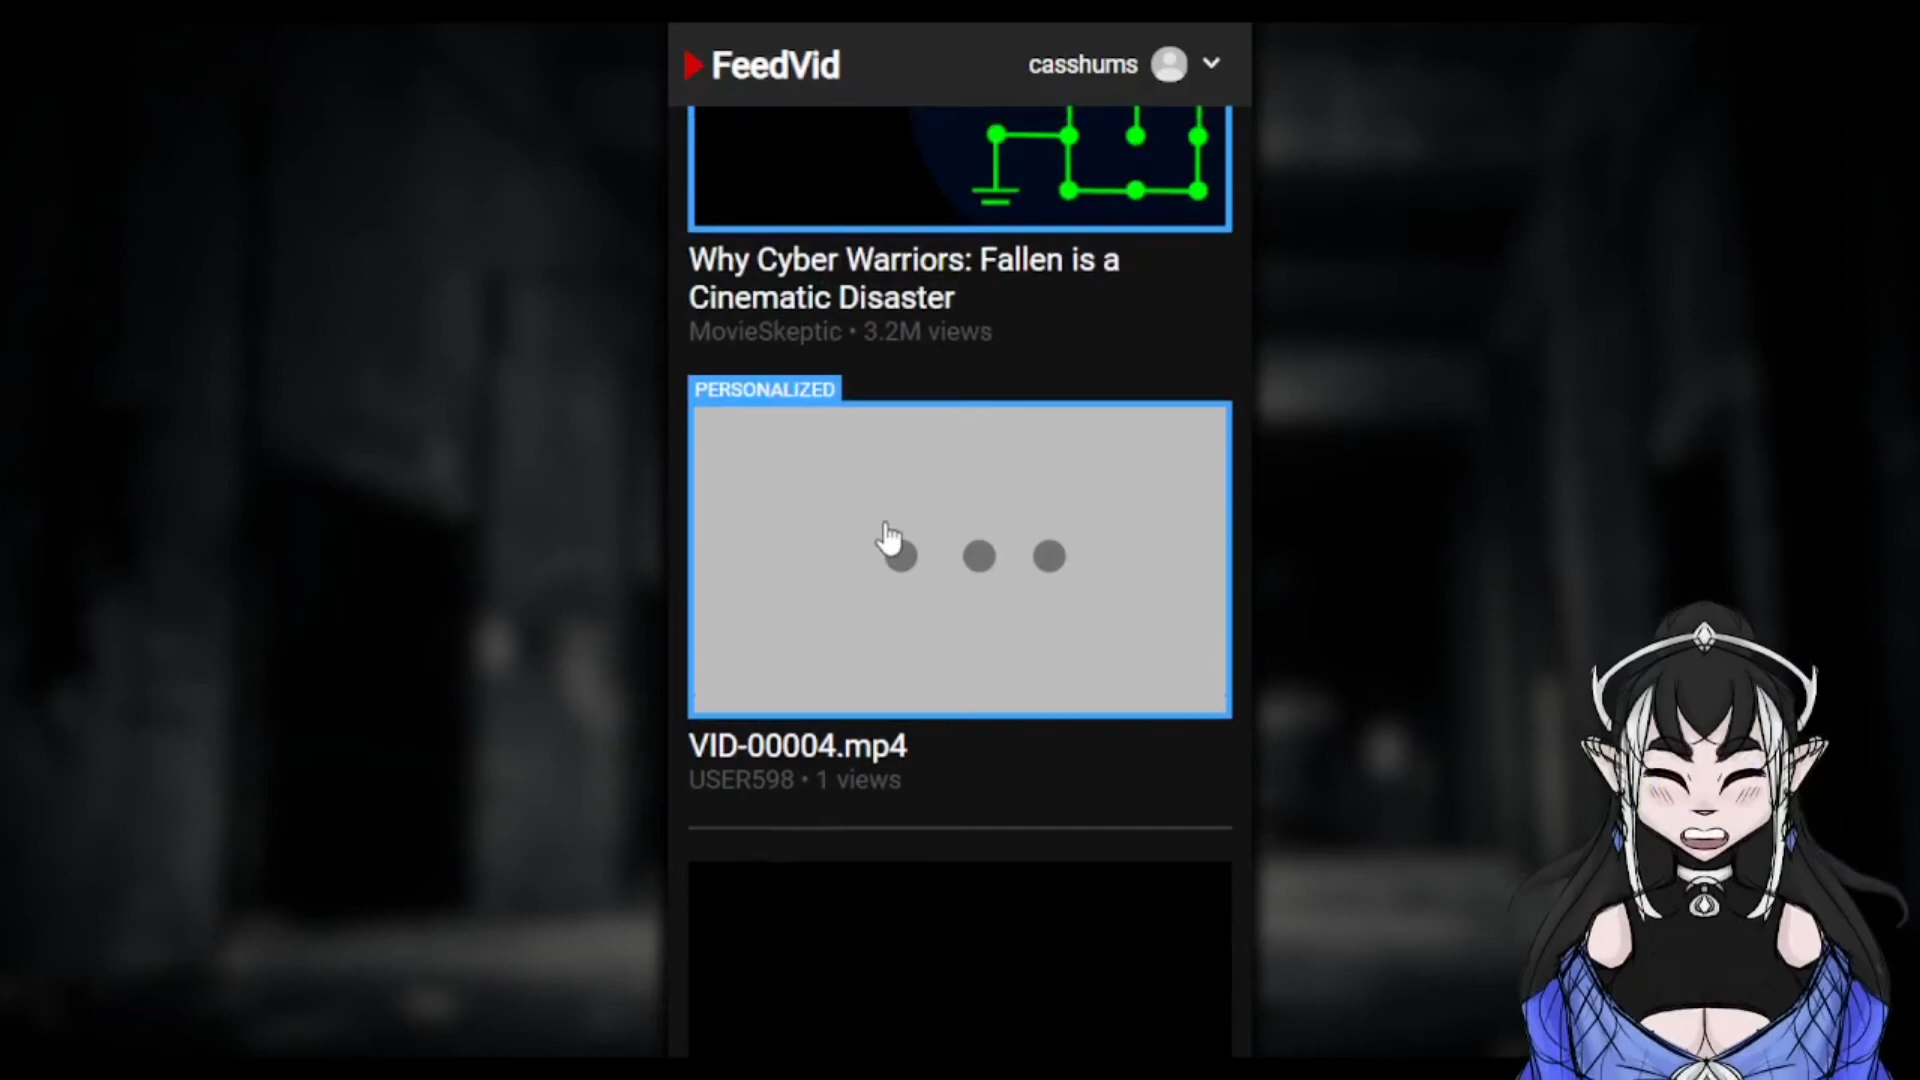 FeedVid
casshums
Why Cyber Warriors: Fallen is a
Cinematic Disaster
MovieSkeptic • 3.2M views
PERSONALIZED
VID-00004.mp4
USER598 • 1 views